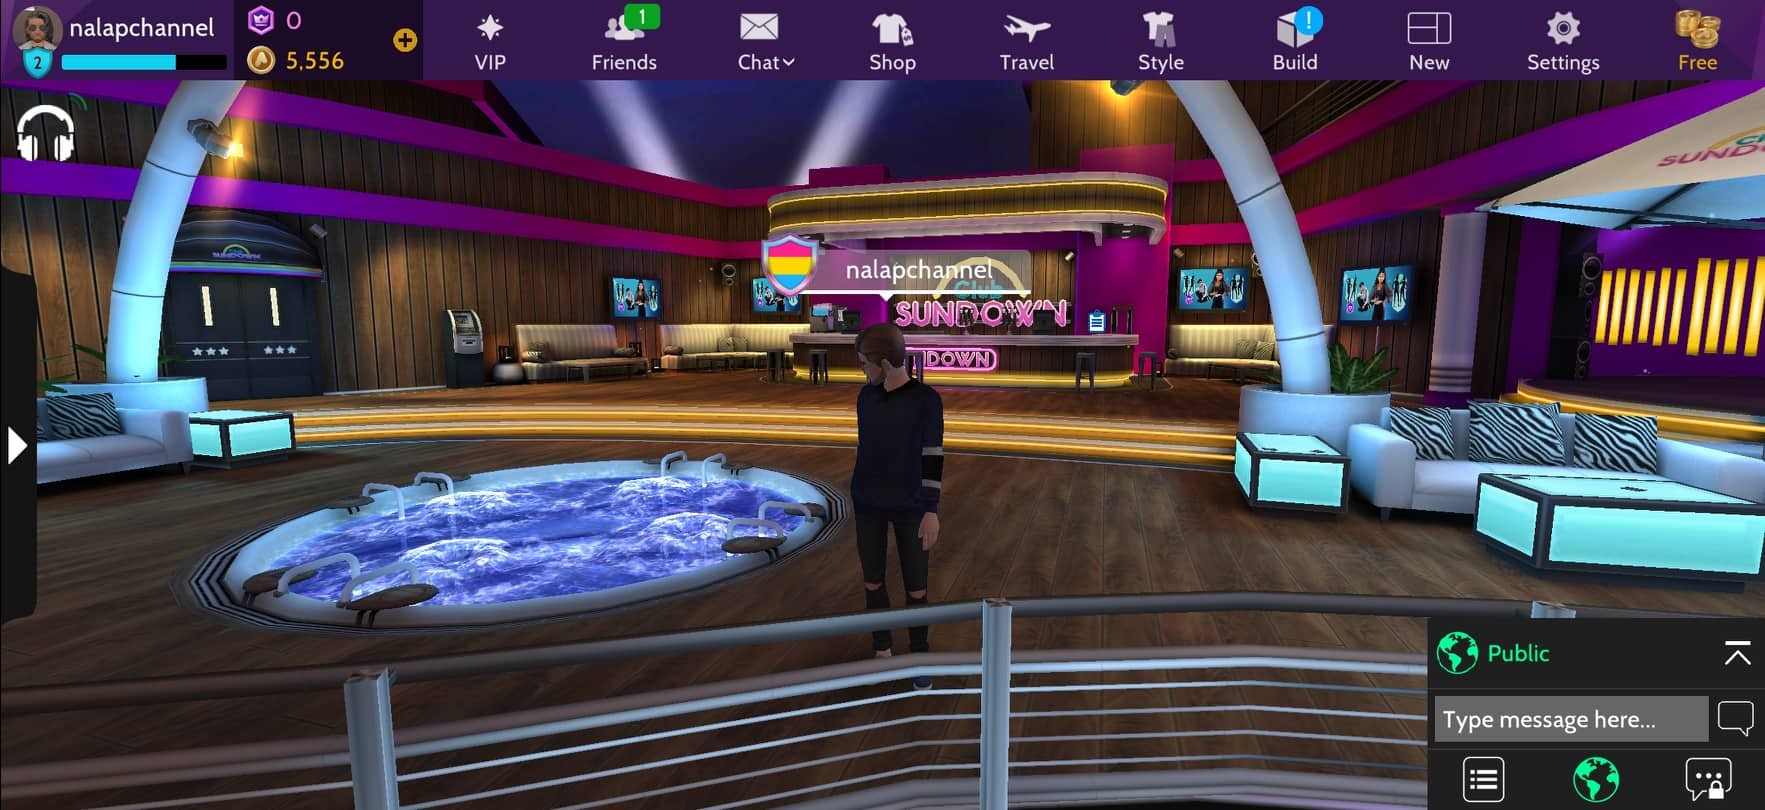 nalapchannel
2
0
5,556
VIP
1
Friends
Chat
Shop
Travel
Style
!
Build
New
Settings
Free
SUNDOWN
nalapchannel
Club
SUNDOWN
Public
Type message here...